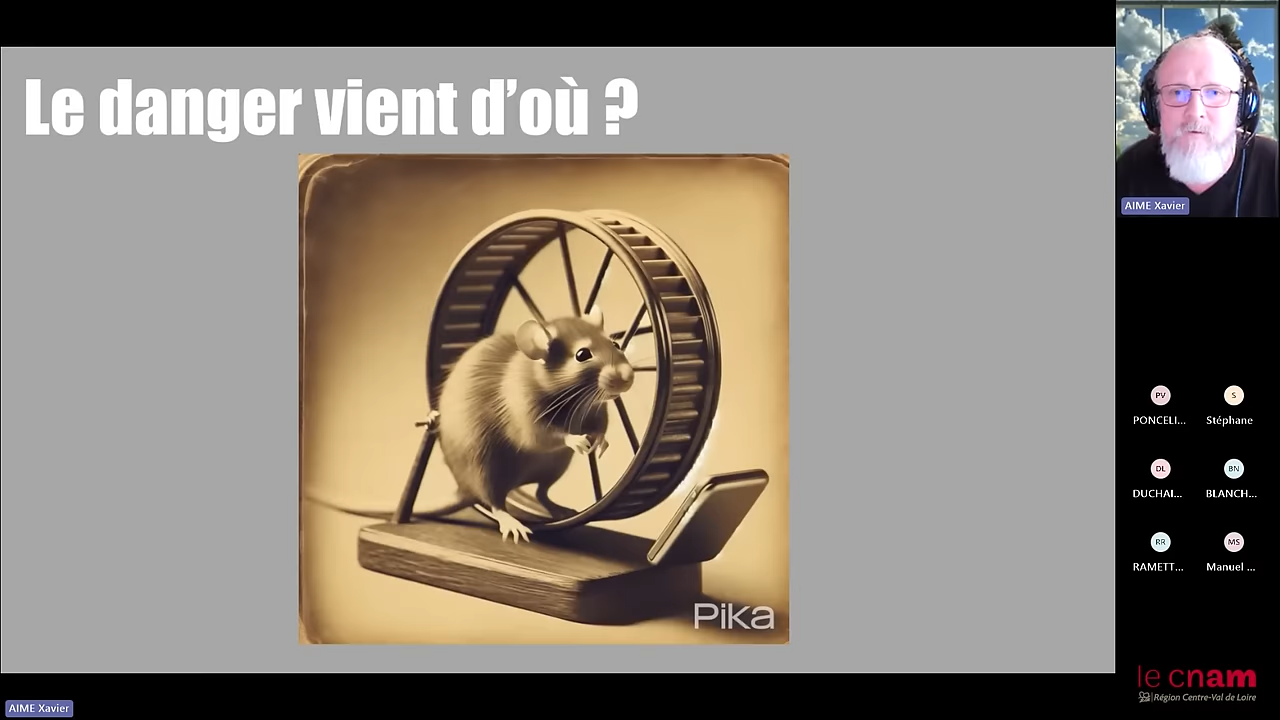 Le danger vient d'où ?
Pika
AIME Xavier
PV
PONCELI...
S
Stéphane
DL
DUCHAI...
BN
BLANCH...
RR
RAMETT...
MS
Manuel ...
le cnam
Région Centre-Val de Loire
AIME Xavier